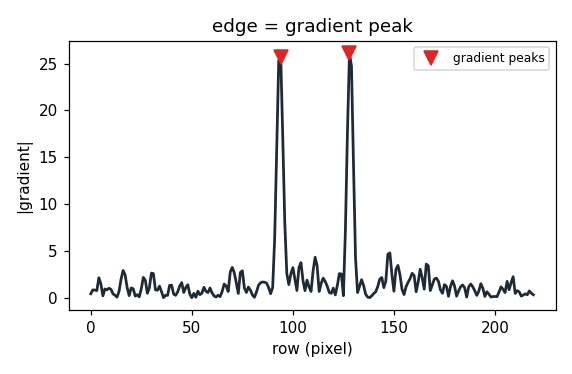 edge = gradient peak
gradient peaks
|gradient|
25
20
15
10
5
0
0 50 100 150 200
row (pixel)